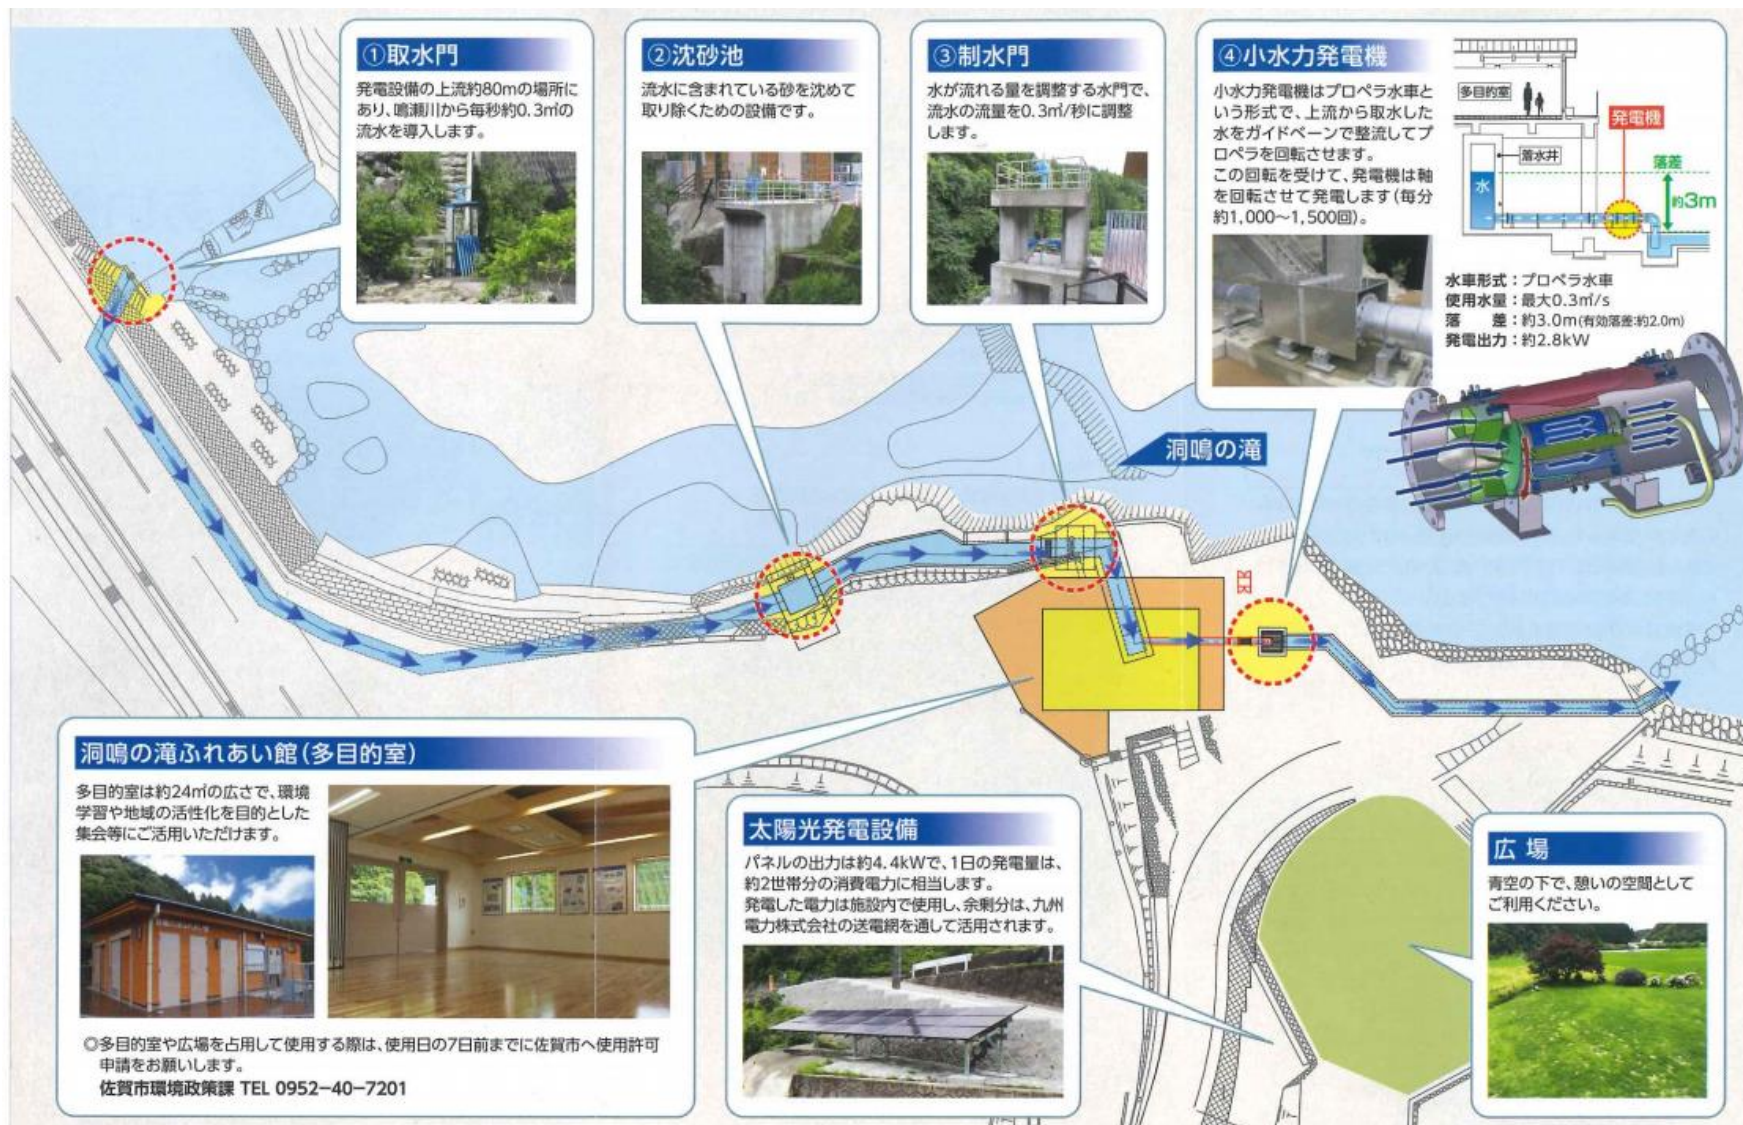 ①取水門
発電設備の上流約80mの場所に
あり、鳴瀬川から毎秒約0.3㎥の
流水を導入します。
②沈砂池
流水に含まれている砂を沈めて
取り除くための設備です。
③制水門
水が流れる量を調整する水門で、
流水の流量を0.3㎥/秒に調整
します。
④小水力発電機
小水力発電機はプロペラ水車と
いう形式で、上流から取水した
水をガイドベーンで整流してプ
ロペラを回転させます。
この回転を受けて、発電機は軸
を回転させて発電します(毎分
約1,000〜1,500回)。
多目的室
発電機
着水井
落差
水
約3m
水車形式：プロペラ水車
使用水量：最大0.3㎥/s
落　差：約3.0m(有効落差:約2.0m)
発電出力：約2.8kW
洞鳴の滝
洞鳴の滝ふれあい館(多目的室)
多目的室は約24㎡の広さで、環境
学習や地域の活性化を目的とした
集会等にご活用いただけます。
◎多目的室や広場を占用して使用する際は、使用日の7日前までに佐賀市へ使用許可
申請をお願いします。
佐賀市環境政策課 TEL 0952−40−7201
太陽光発電設備
パネルの出力は約4.4kWで、1日の発電量は、
約2世帯分の消費電力に相当します。
発電した電力は施設内で使用し、余剰分は、九州
電力株式会社の送電網を通して活用されます。
広 場
青空の下で、憩いの空間として
ご利用ください。